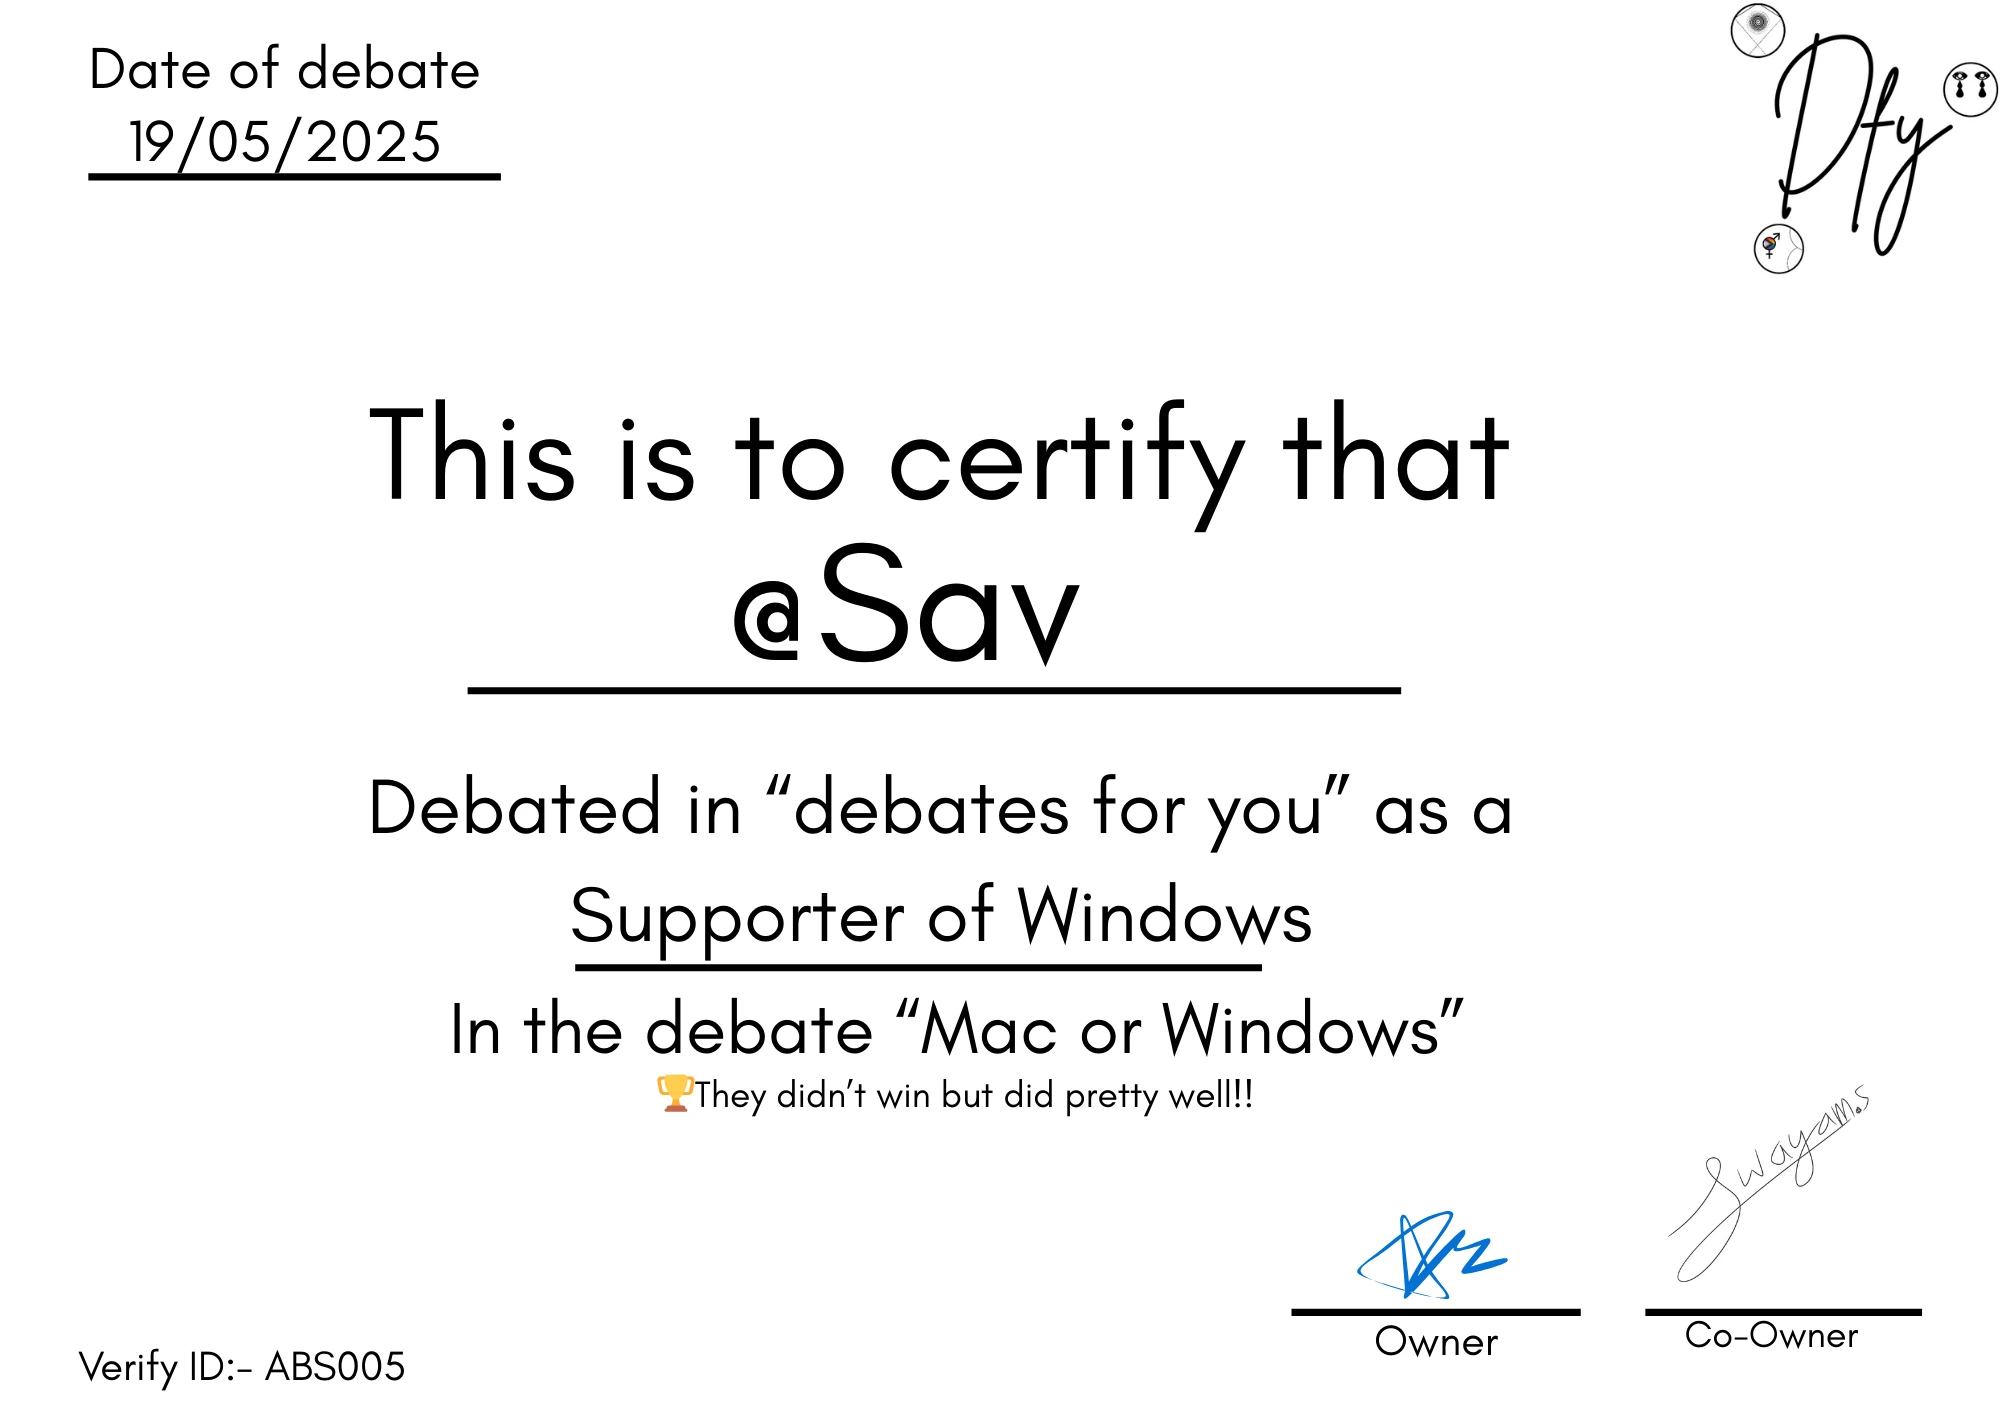 Date of debate
19/05/2025
Dfy
This is to certify that
@Sav
Debated in “debates for you” as a
Supporter of Windows
In the debate “Mac or Windows”
🏆They didn’t win but did pretty well!!
Swayam.s
Owner
Co-Owner
Verify ID:- ABS005